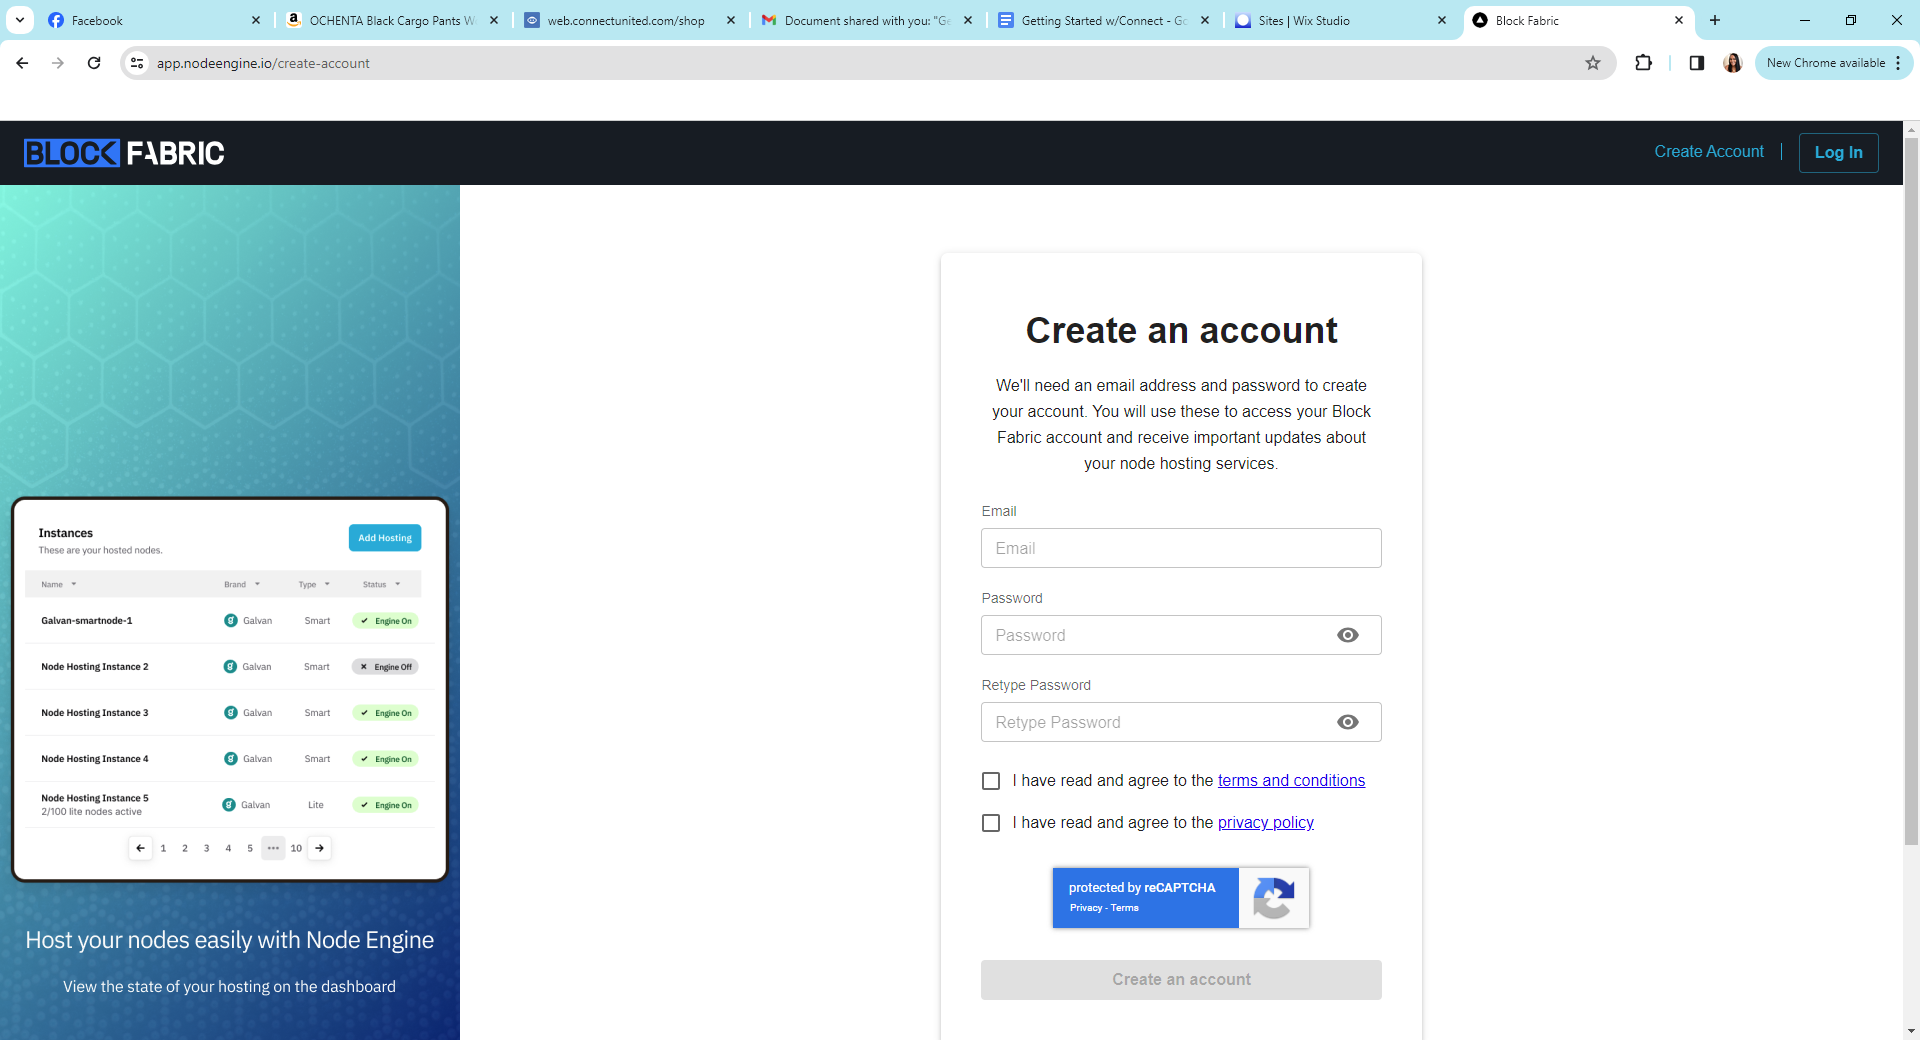 Facebook
OCHENTA Black Cargo Pants Wo
web.connectunited.com/shop
Document shared with you: "Ge
Getting Started w/Connect - Go
Sites | Wix Studio
Block Fabric
app.nodeengine.io/create-account
New Chrome available
BLOCK FABRIC
Create Account
Log In
Instances
These are your hosted nodes.
Add Hosting
Name Brand Type Status
Galvan-smartnode-1 Galvan Smart Engine On
Node Hosting Instance 2 Galvan Smart Engine Off
Node Hosting Instance 3 Galvan Smart Engine On
Node Hosting Instance 4 Galvan Smart Engine On
Node Hosting Instance 5 Galvan Lite Engine On
2/100 lite nodes active
1 2 3 4 5 ... 10
Host your nodes easily with Node Engine
View the state of your hosting on the dashboard
Create an account
We'll need an email address and password to create
your account. You will use these to access your Block
Fabric account and receive important updates about
your node hosting services.
Email
Email
Password
Password
Retype Password
Retype Password
I have read and agree to the terms and conditions
I have read and agree to the privacy policy
protected by reCAPTCHA
Privacy - Terms
Create an account